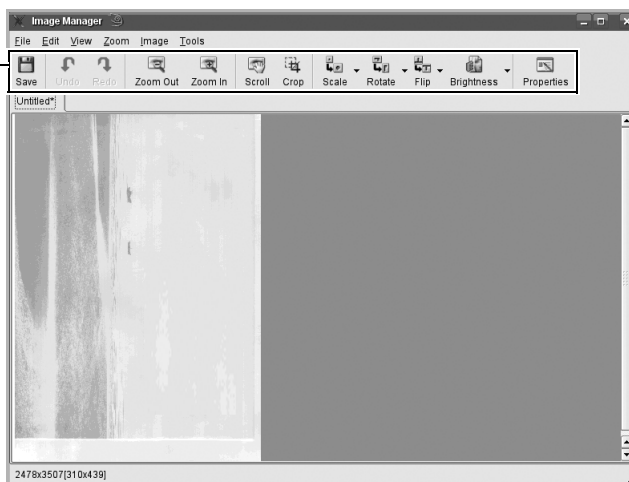 Image Manager
File Edit View Zoom Image Tools
Save Undo Redo Zoom Out Zoom In Scroll Crop Scale Rotate Flip Brightness Properties
Untitled*
2478x3507[310x439]